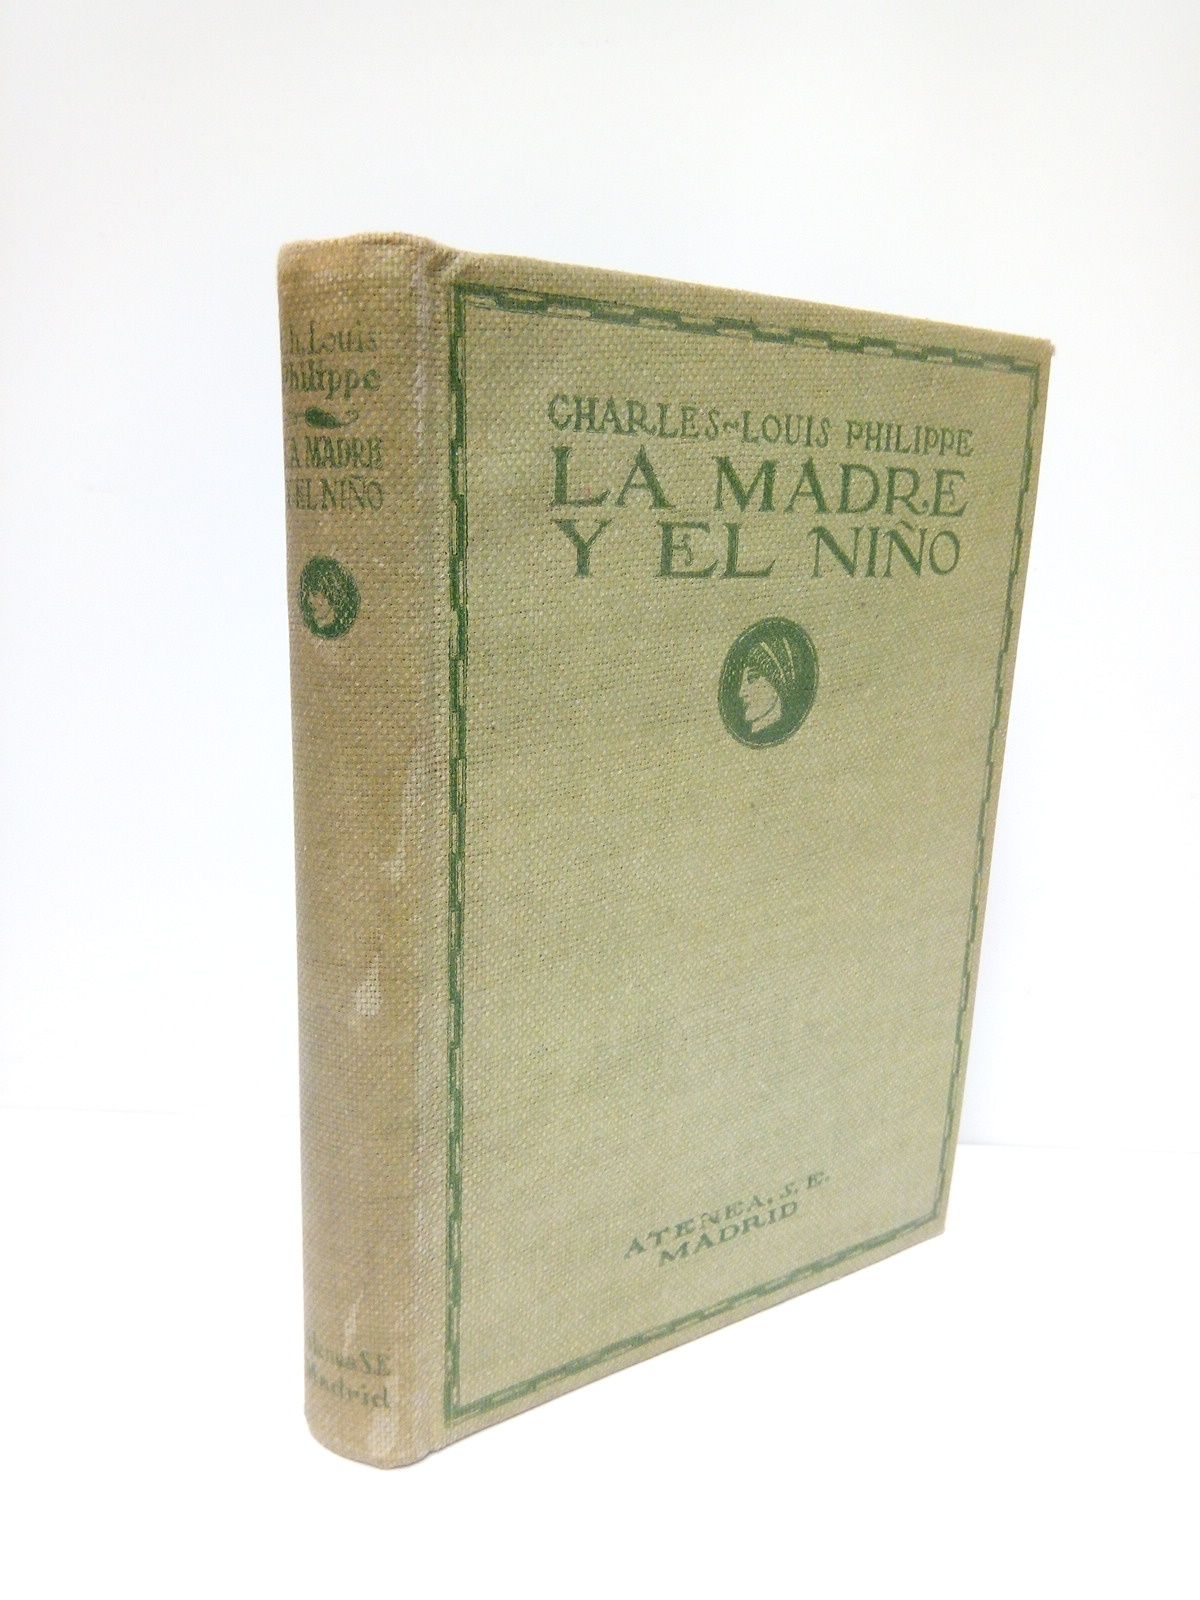 h. Louis
Philippe
LA MADRE
Y EL NIÑO
S.E
Madrid
CHARLES-LOUIS PHILIPPE
LA MADRE
Y EL NIÑO
ATENEA, S. E.
MADRID